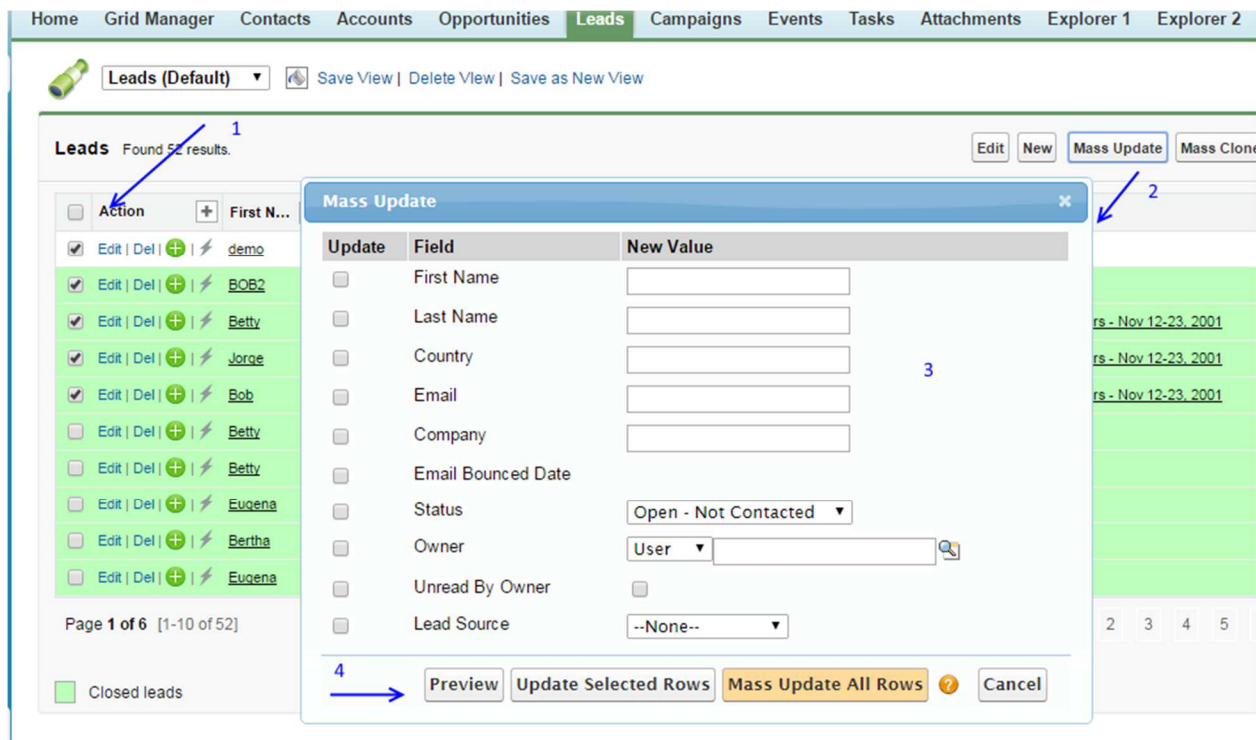 Home Grid Manager Contacts Accounts Opportunities Leads Campaigns Events Tasks Attachments Explorer 1 Explorer 2
Leads (Default) ▼ Save View | Delete VIew | Save as New View
1
Leads Found 52 results. Edit New Mass Update Mass Clone
2
Action + First N...
Mass Update ×
Update Field New Value
Edit | Del | demo
Edit | Del | BOB2
Edit | Del | Betty
Edit | Del | Jorge
Edit | Del | Bob
Edit | Del | Betty
Edit | Del | Betty
Edit | Del | Eugena
Edit | Del | Bertha
Edit | Del | Eugena
First Name
Last Name
Country
Email
Company
Email Bounced Date
Status Open - Not Contacted ▼
Owner User ▼
Unread By Owner
Lead Source --None-- ▼
3
rs - Nov 12-23, 2001
rs - Nov 12-23, 2001
rs - Nov 12-23, 2001
Page 1 of 6 [1-10 of 52] 2 3 4 5
4
Preview Update Selected Rows Mass Update All Rows ? Cancel
Closed leads